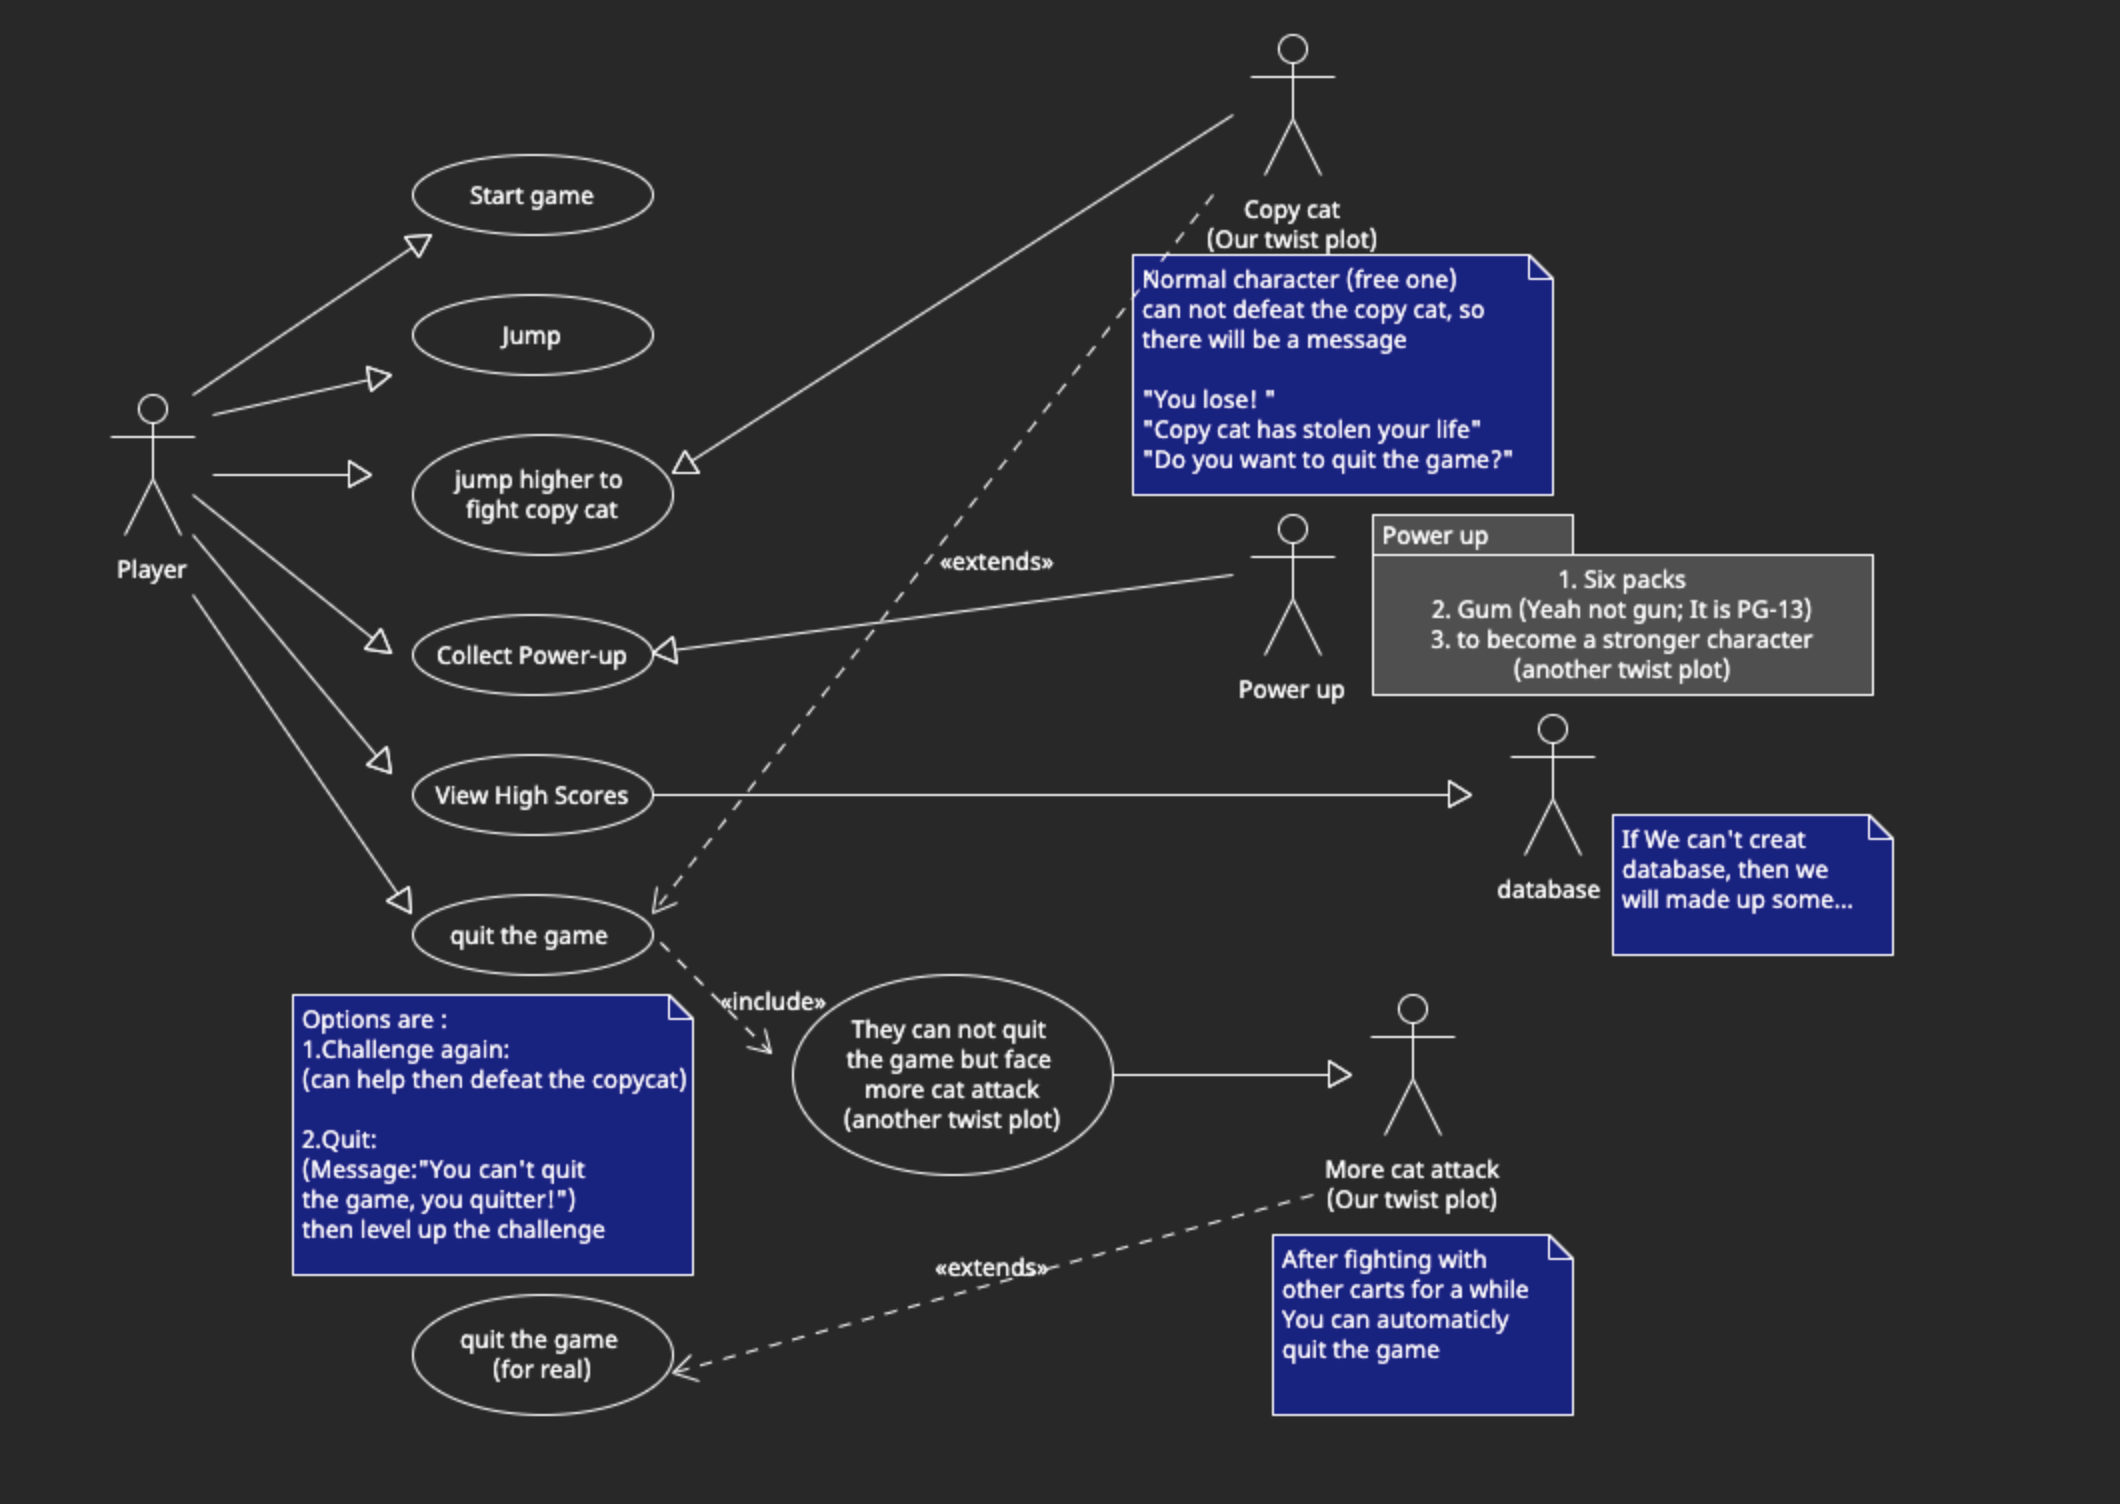 Copy cat
(Our twist plot)
Start game
Normal character (free one)
can not defeat the copy cat, so
there will be a message
"You lose! "
"Copy cat has stolen your life"
"Do you want to quit the game?"
Jump
jump higher to
fight copy cat
Player
«extends»
Power up
1. Six packs
2. Gum (Yeah not gun; It is PG-13)
3. to become a stronger character
(another twist plot)
Power up
Collect Power-up
View High Scores
database
If We can't creat
database, then we
will made up some...
quit the game
«include»
Options are :
1.Challenge again:
(can help then defeat the copycat)
2.Quit:
(Message:"You can't quit
the game, you quitter!")
then level up the challenge
They can not quit
the game but face
more cat attack
(another twist plot)
More cat attack
(Our twist plot)
«extends»
After fighting with
other carts for a while
You can automaticly
quit the game
quit the game
(for real)